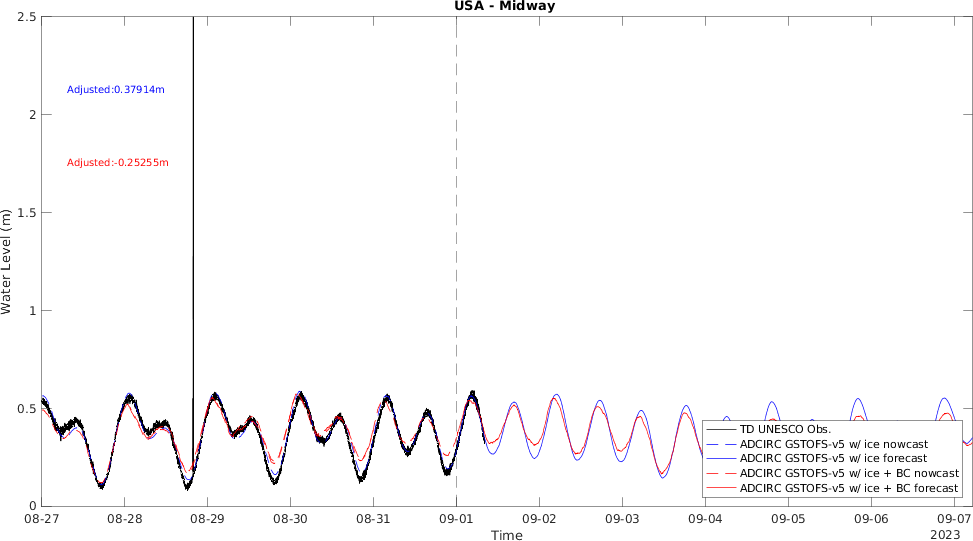 USA - Midway
2.5
Adjusted:0.37914m
2
Adjusted:-0.25255m
1.5
Water Level (m)
1
0.5
TD UNESCO Obs.
ADCIRC GSTOFS-v5 w/ ice nowcast
ADCIRC GSTOFS-v5 w/ ice forecast
ADCIRC GSTOFS-v5 w/ ice + BC nowcast
ADCIRC GSTOFS-v5 w/ ice + BC forecast
0
08-27 08-28 08-29 08-30 08-31 09-01 09-02 09-03 09-04 09-05 09-06 09-07
Time 2023